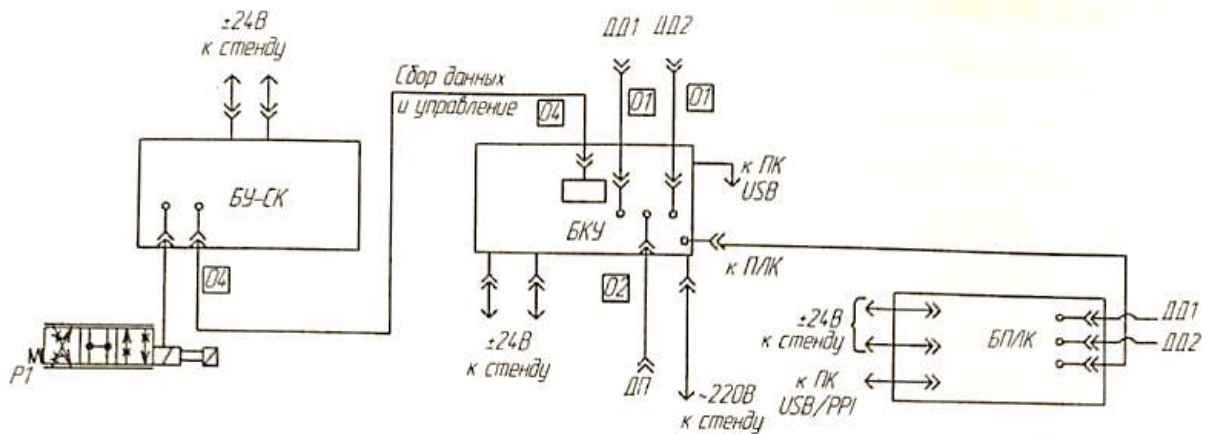 ±24В
к стенду
ДД1 ДД2
Сбор данных
и управление
04
01
01
БУ-СК
БКУ
к ПК
USB
04
02
к ПЛК
±24В
к стенду
ДП
~220В
к стенду
Р1
±24В
к стенду
БПЛК
ДД1
ДД2
к ПК
USB/PPI